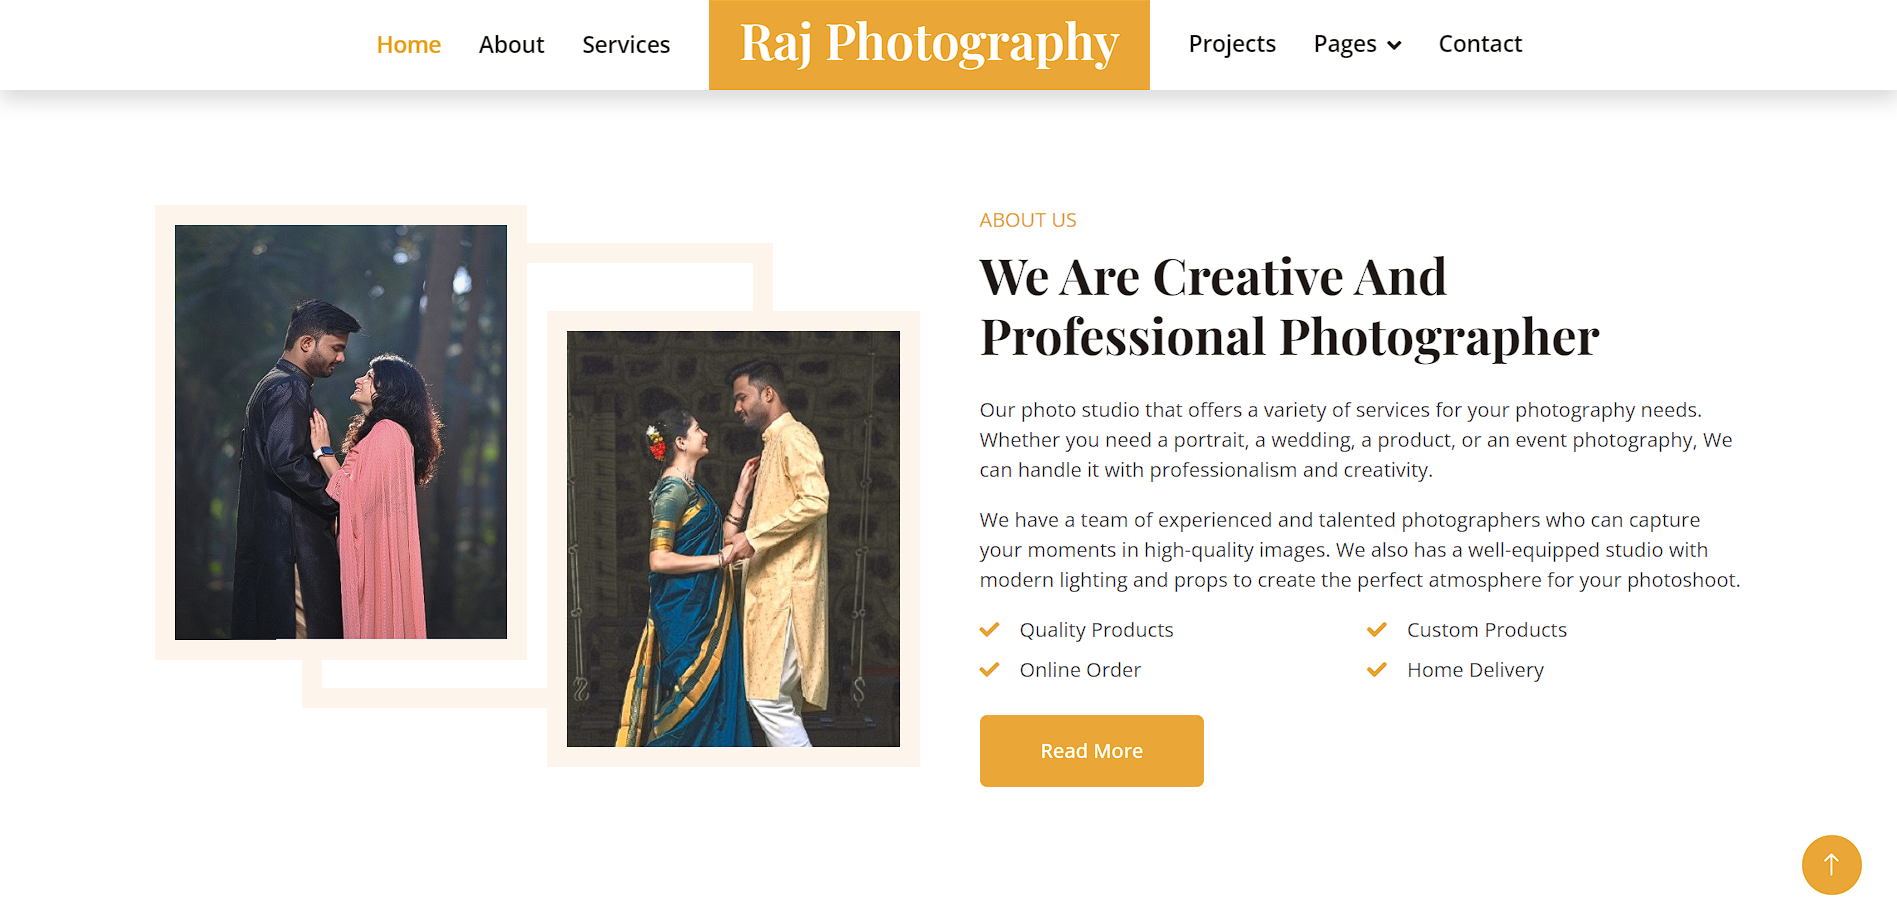 Home About Services Raj Photography Projects Pages Contact
ABOUT US
We Are Creative And
Professional Photographer
Our photo studio that offers a variety of services for your photography needs.
Whether you need a portrait, a wedding, a product, or an event photography, We
can handle it with professionalism and creativity.
We have a team of experienced and talented photographers who can capture
your moments in high-quality images. We also has a well-equipped studio with
modern lighting and props to create the perfect atmosphere for your photoshoot.
Quality Products Custom Products
Online Order Home Delivery
Read More